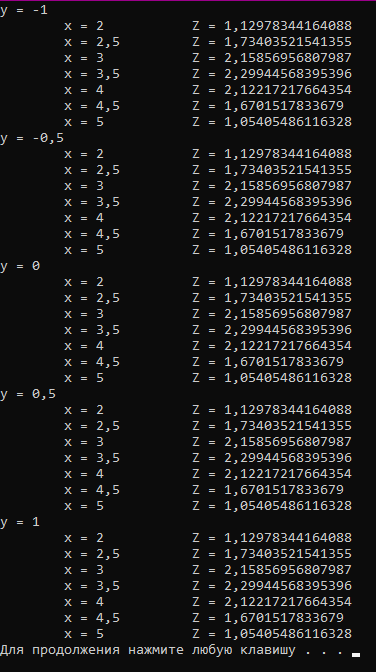 y = -1
x = 2 Z = 1,12978344164088
x = 2,5 Z = 1,73403521541355
x = 3 Z = 2,15856956807987
x = 3,5 Z = 2,29944568395396
x = 4 Z = 2,12217217664354
x = 4,5 Z = 1,6701517833679
x = 5 Z = 1,05405486116328
y = -0,5
x = 2 Z = 1,12978344164088
x = 2,5 Z = 1,73403521541355
x = 3 Z = 2,15856956807987
x = 3,5 Z = 2,29944568395396
x = 4 Z = 2,12217217664354
x = 4,5 Z = 1,6701517833679
x = 5 Z = 1,05405486116328
y = 0
x = 2 Z = 1,12978344164088
x = 2,5 Z = 1,73403521541355
x = 3 Z = 2,15856956807987
x = 3,5 Z = 2,29944568395396
x = 4 Z = 2,12217217664354
x = 4,5 Z = 1,6701517833679
x = 5 Z = 1,05405486116328
y = 0,5
x = 2 Z = 1,12978344164088
x = 2,5 Z = 1,73403521541355
x = 3 Z = 2,15856956807987
x = 3,5 Z = 2,29944568395396
x = 4 Z = 2,12217217664354
x = 4,5 Z = 1,6701517833679
x = 5 Z = 1,05405486116328
y = 1
x = 2 Z = 1,12978344164088
x = 2,5 Z = 1,73403521541355
x = 3 Z = 2,15856956807987
x = 3,5 Z = 2,29944568395396
x = 4 Z = 2,12217217664354
x = 4,5 Z = 1,6701517833679
x = 5 Z = 1,05405486116328
Для продолжения нажмите любую клавишу . . .